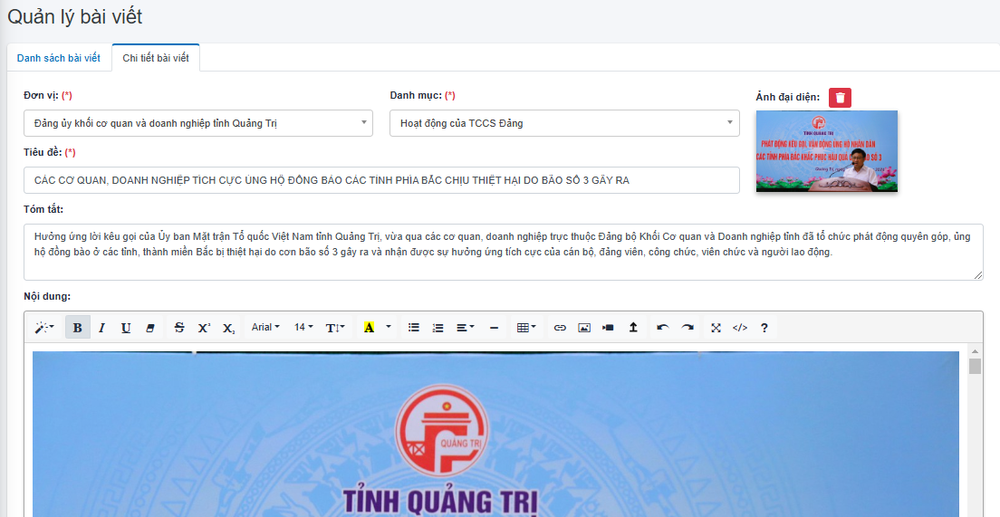 Quản lý bài viết
Danh sách bài viết
Chi tiết bài viết
Đơn vị: (*)
Danh mục: (*)
Ảnh đại diện:
Đảng ủy khối cơ quan và doanh nghiệp tỉnh Quảng Trị
Hoạt động của TCCS Đảng
TỈNH QUẢNG TRỊ
PHÁT ĐỘNG KÊU GỌI, VẬN ĐỘNG ỦNG HỘ NHÂN DÂN
CÁC TỈNH PHÍA BẮC KHẮC PHỤC HẬU QUẢ
SỐ 3
Tiêu đề: (*)
CÁC CƠ QUAN, DOANH NGHIỆP TÍCH CỰC ỦNG HỘ ĐỒNG BÀO CÁC TỈNH PHÍA BẮC CHỊU THIỆT HẠI DO BÃO SỐ 3 GÂY RA
Tóm tắt:
Hưởng ứng lời kêu gọi của Ủy ban Mặt trận Tổ quốc Việt Nam tỉnh Quảng Trị, vừa qua các cơ quan, doanh nghiệp trực thuộc Đảng bộ Khối Cơ quan và Doanh nghiệp tỉnh đã tổ chức phát động quyên góp, ủng
hộ đồng bào ở các tỉnh, thành miền Bắc bị thiệt hại do cơn bão số 3 gây ra và nhận được sự hưởng ứng tích cực của cán bộ, đảng viên, công chức, viên chức và người lao động.
Nội dung:
B I U S X² X₂ Arial 14 T A </> ?
QUẢNG TRỊ
TỈNH QUẢNG TRỊ